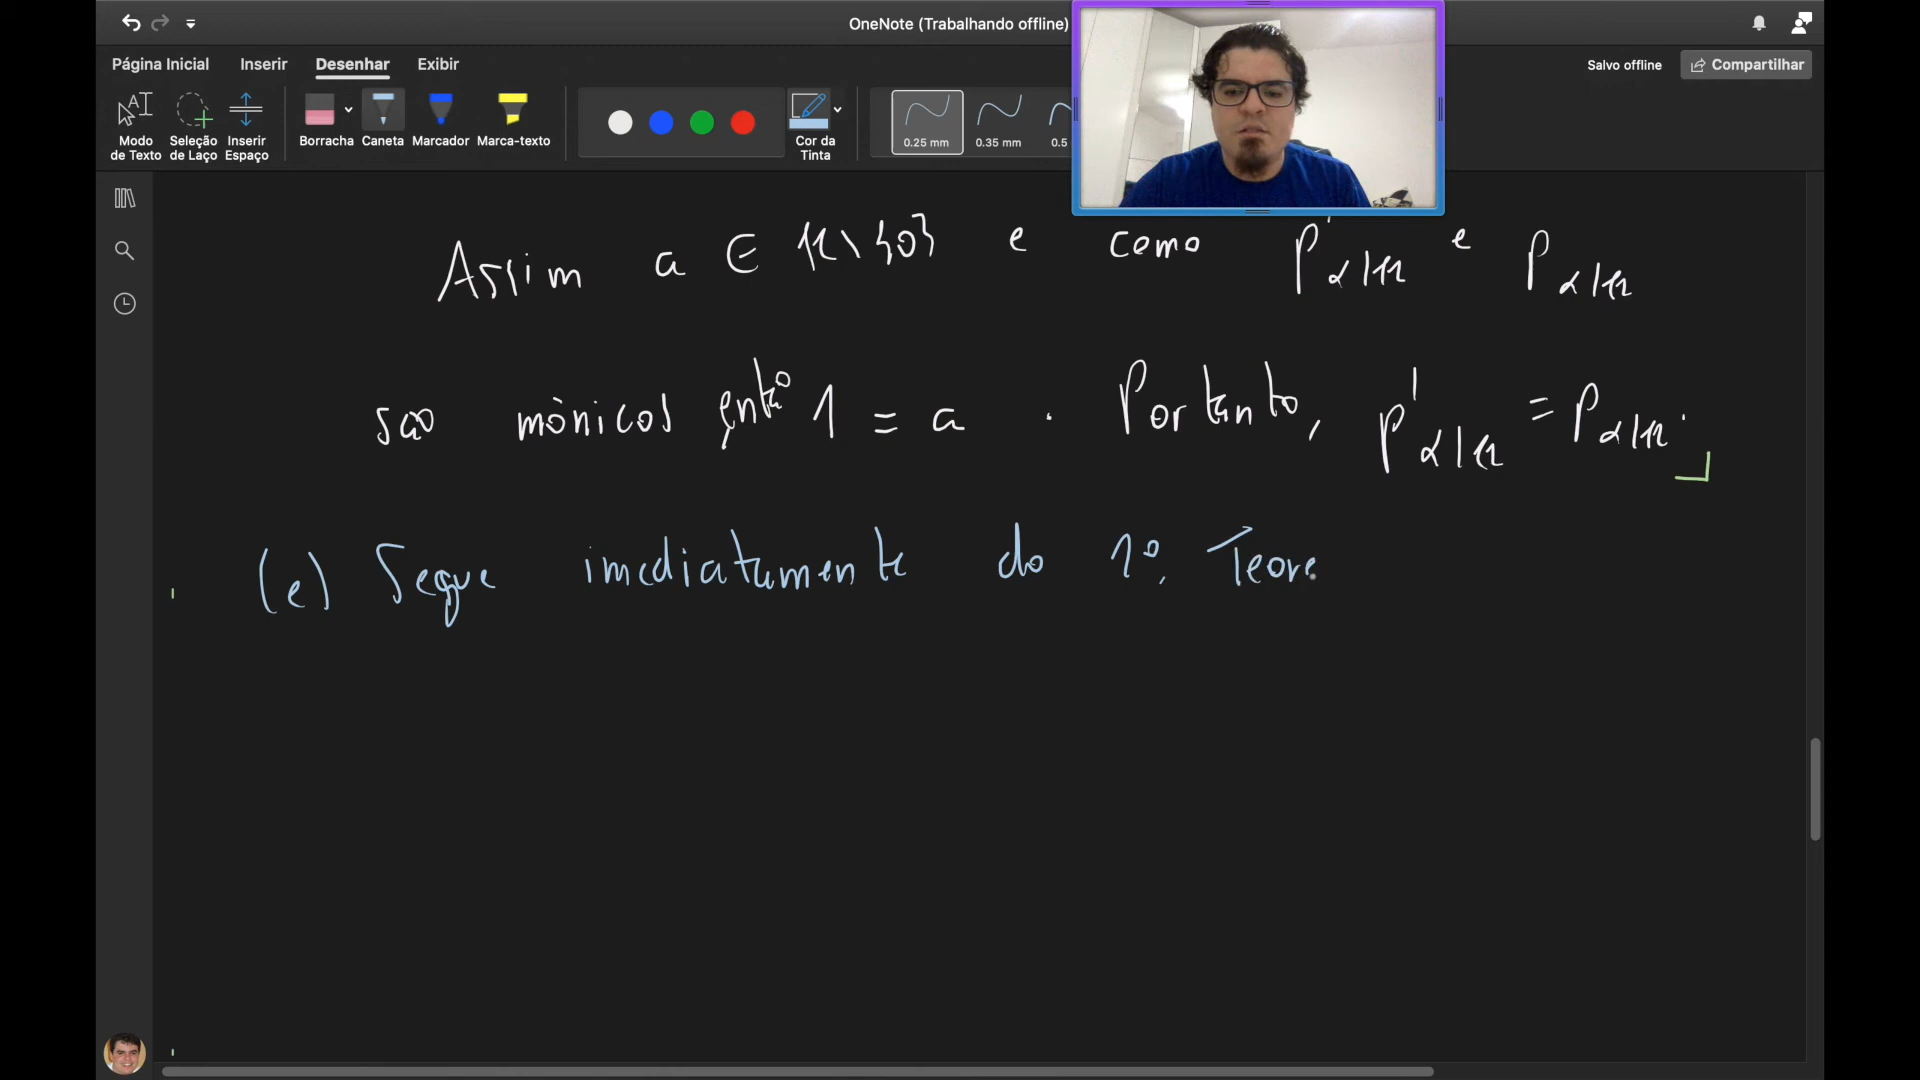 OneNote (Trabalhando offline)
Página Inicial Inserir Desenhar Exibir
Salvo offline Compartilhar
Modo de Texto
Seleção de Laço
Inserir Espaço
Borracha Caneta Marcador Marca-texto
Cor da Tinta
0.25 mm 0.35 mm 0.5
Assim a ∈ K\{0} e como P'α|K e Pα|K
são mônicos então 1 = a . Portanto, P'α|K = Pα|K.
(e) Segue imediatamente do 1º. Teore